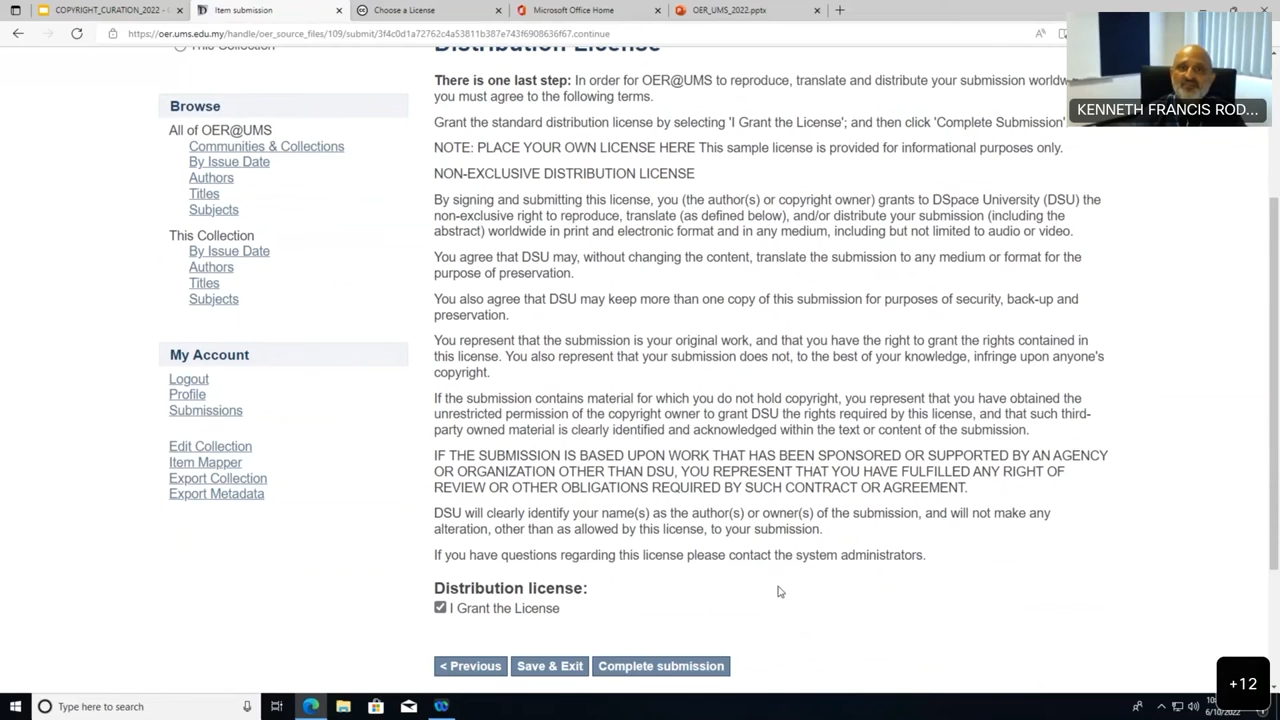 COPYRIGHT_CURATION_2022 -
Item submission
Choose a License
Microsoft Office Home
OER_UMS_2022.pptx
https://oer.ums.edu.my/handle/oer_source_files/109/submit/3f4c0d1a72762c4a53811b387e743f6908636f67.continue
KENNETH FRANCIS ROD...
This Collection
Browse
All of OER@UMS
Communities & Collections
By Issue Date
Authors
Titles
Subjects
This Collection
By Issue Date
Authors
Titles
Subjects
My Account
Logout
Profile
Submissions
Edit Collection
Item Mapper
Export Collection
Export Metadata
Distribution License
There is one last step: In order for OER@UMS to reproduce, translate and distribute your submission
you must agree to the following terms.
Grant the standard distribution license by selecting 'I Grant the License'; and then click 'Complete Submission'
NOTE: PLACE YOUR OWN LICENSE HERE This sample license is provided for informational purposes only.
NON-EXCLUSIVE DISTRIBUTION LICENSE
By signing and submitting this license, you (the author(s) or copyright owner) grants to DSpace University (DSU) the
non-exclusive right to reproduce, translate (as defined below), and/or distribute your submission (including the
abstract) worldwide in print and electronic format and in any medium, including but not limited to audio or video.
You agree that DSU may, without changing the content, translate the submission to any medium or format for the
purpose of preservation.
You also agree that DSU may keep more than one copy of this submission for purposes of security, back-up and
preservation.
You represent that the submission is your original work, and that you have the right to grant the rights contained in
this license. You also represent that your submission does not, to the best of your knowledge, infringe upon anyone's
copyright.
If the submission contains material for which you do not hold copyright, you represent that you have obtained the
unrestricted permission of the copyright owner to grant DSU the rights required by this license, and that such third-
party owned material is clearly identified and acknowledged within the text or content of the submission.
IF THE SUBMISSION IS BASED UPON WORK THAT HAS BEEN SPONSORED OR SUPPORTED BY AN AGENCY
OR ORGANIZATION OTHER THAN DSU, YOU REPRESENT THAT YOU HAVE FULFILLED ANY RIGHT OF
REVIEW OR OTHER OBLIGATIONS REQUIRED BY SUCH CONTRACT OR AGREEMENT.
DSU will clearly identify your name(s) as the author(s) or owner(s) of the submission, and will not make any
alteration, other than as allowed by this license, to your submission.
If you have questions regarding this license please contact the system administrators.
Distribution license:
I Grant the License
< Previous
Save & Exit
Complete submission
+12
Type here to search
6/10/2022